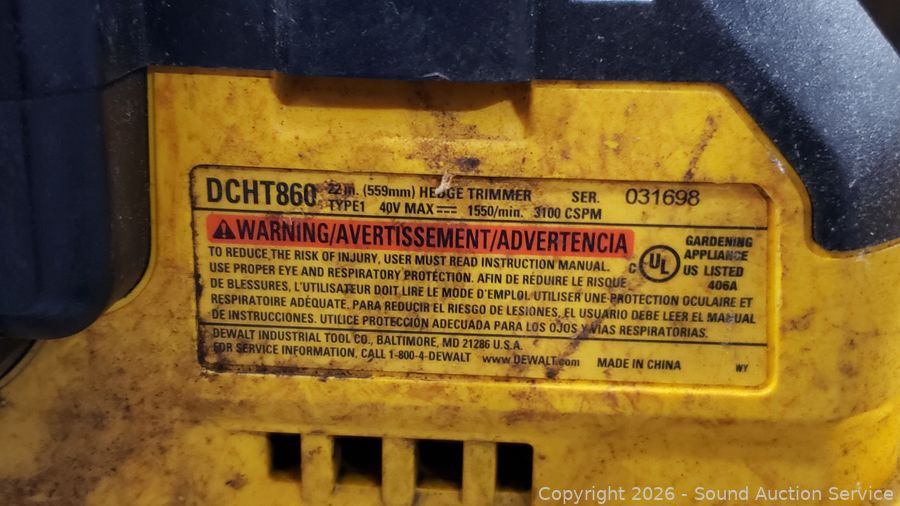 DCHT860 22 in. (559mm) HEDGE TRIMMER SER. 031698
TYPE1 40V MAX 1550/min. 3100 CSPM
WARNING/AVERTISSEMENT/ADVERTENCIA
TO REDUCE THE RISK OF INJURY, USER MUST READ INSTRUCTION MANUAL.
USE PROPER EYE AND RESPIRATORY PROTECTION. AFIN DE RÉDUIRE LE RISQUE
DE BLESSURES, L'UTILISATEUR DOIT LIRE LE MODE D'EMPLOI. UTILISER UNE PROTECTION OCULAIRE ET
RESPIRATOIRE ADÉQUATE. PARA REDUCIR EL RIESGO DE LESIONES, EL USUARIO DEBE LEER EL MANUAL
DE INSTRUCCIONES. UTILICE PROTECCIÓN ADECUADA PARA LOS OJOS Y VÍAS RESPIRATORIAS.
C UL
GARDENING
APPLIANCE
US LISTED
406A
DEWALT INDUSTRIAL TOOL CO., BALTIMORE, MD 21286 U.S.A.
FOR SERVICE INFORMATION, CALL 1-800-4-DEWALT www.DEWALT.com MADE IN CHINA WY
Copyright 2026 - Sound Auction Service